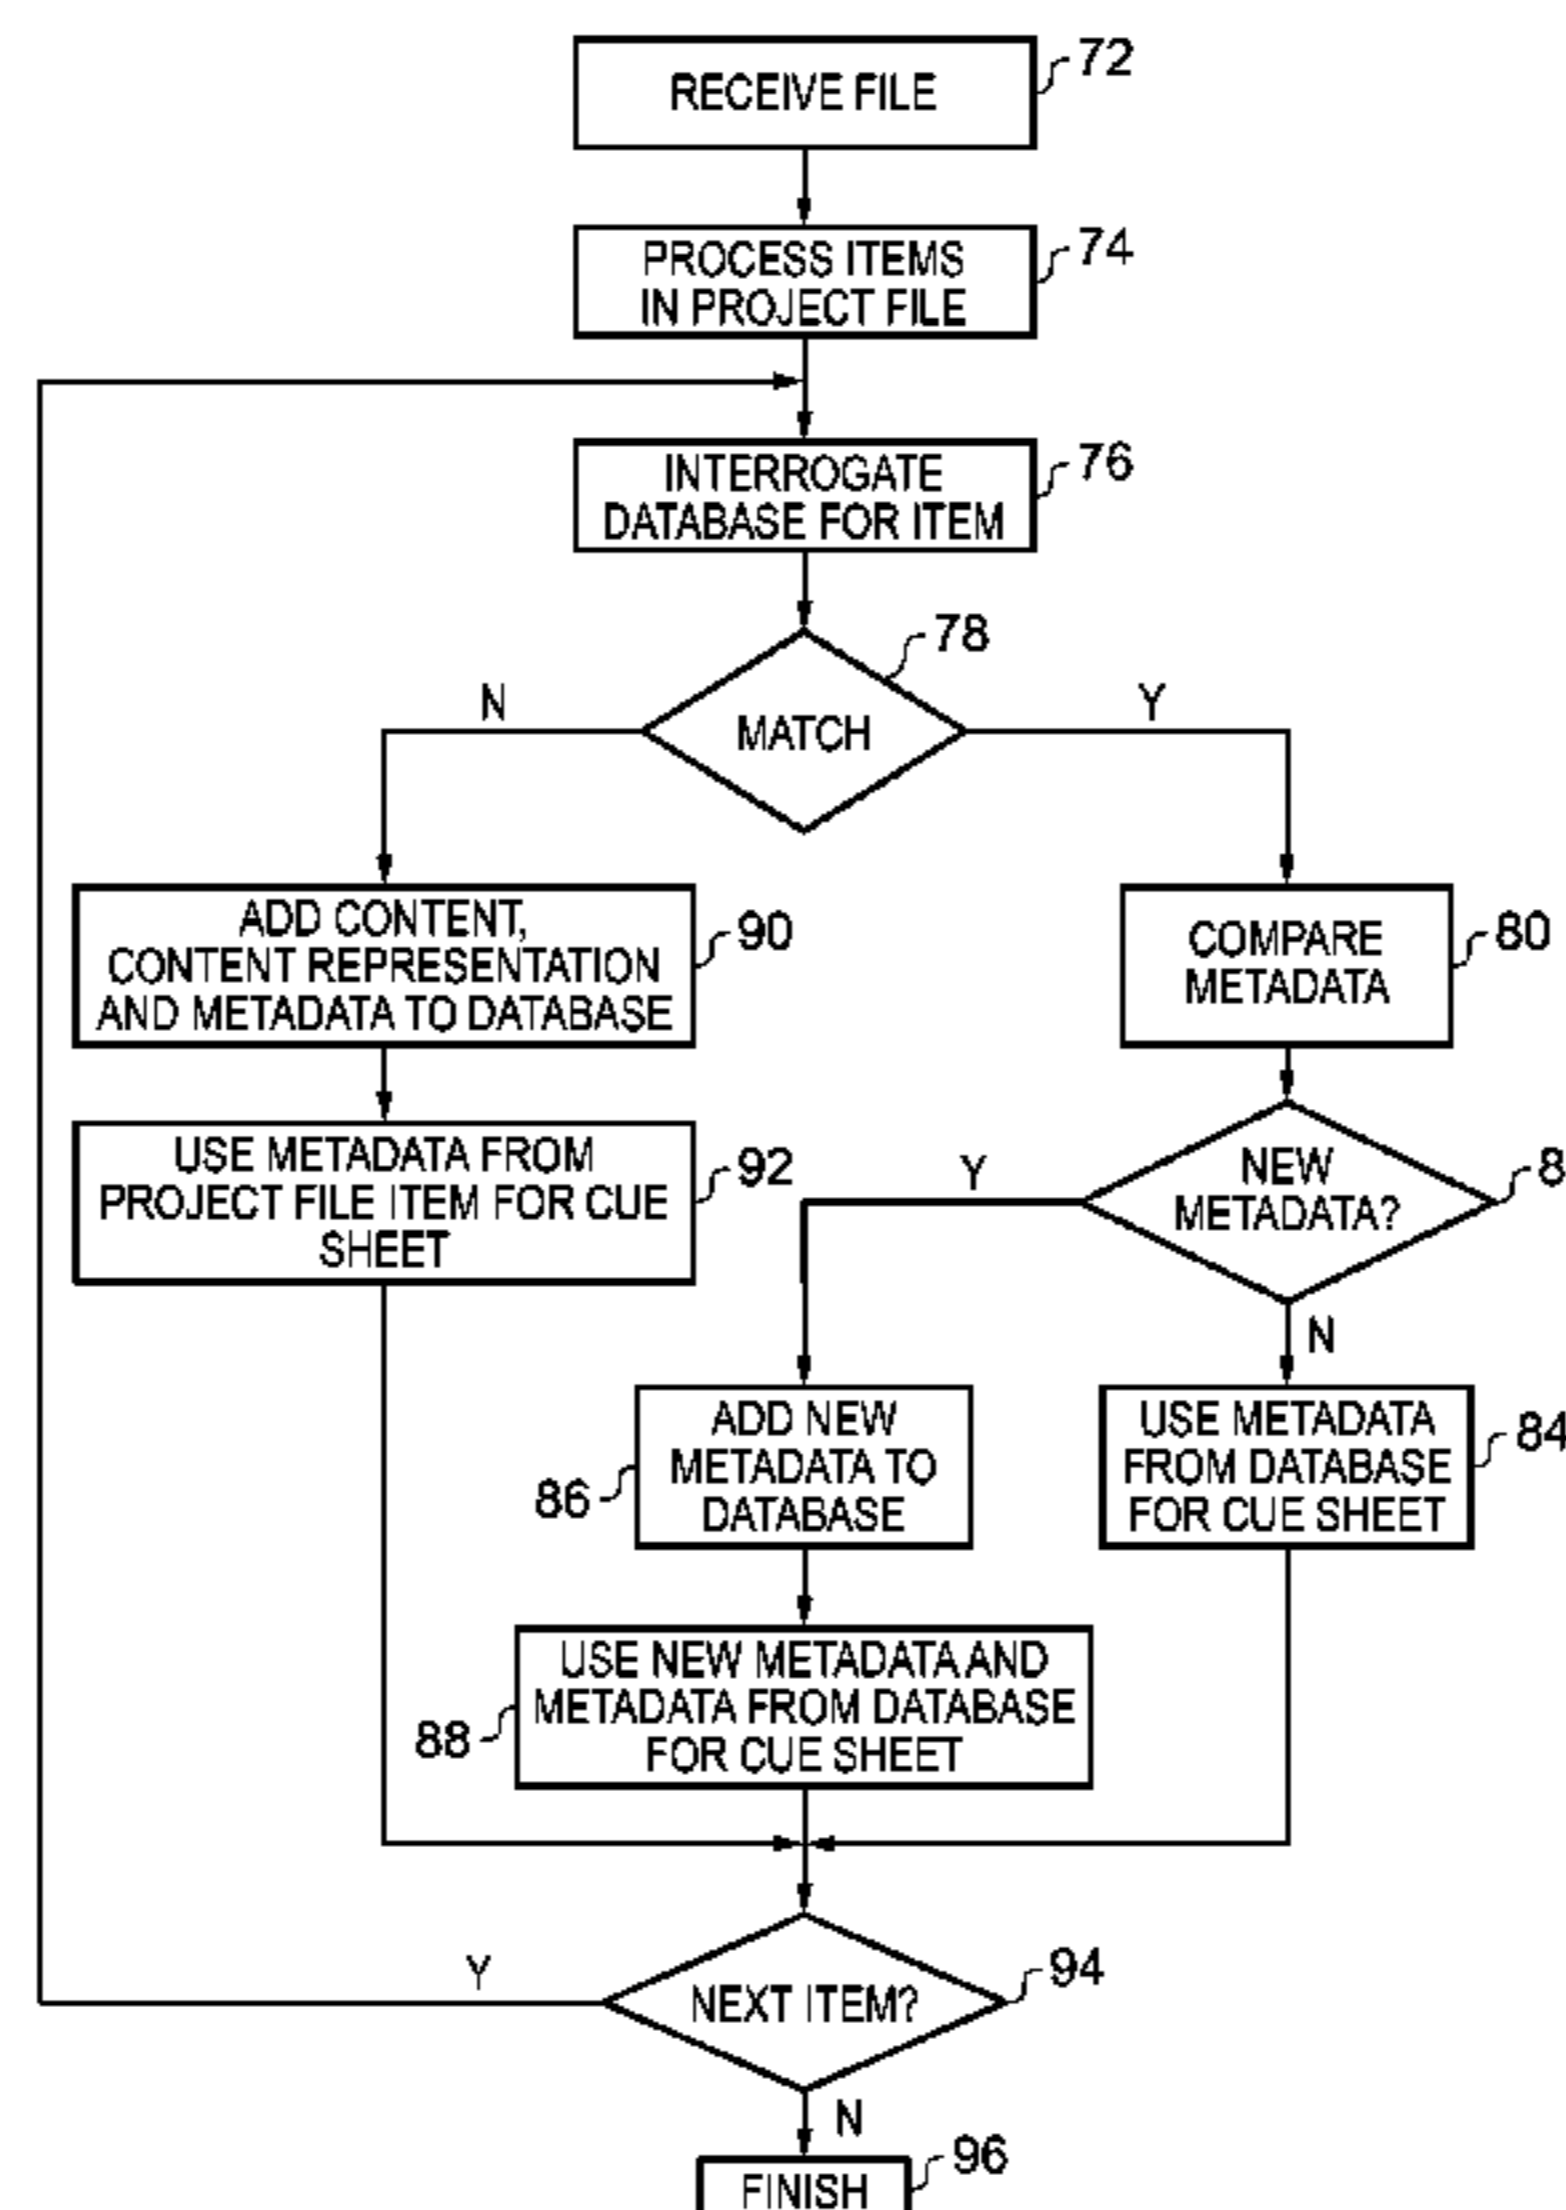 RECEIVE FILE
72
PROCESS ITEMS
IN PROJECT FILE
74
INTERROGATE
DATABASE FOR ITEM
76
78
N
MATCH
Y
ADD CONTENT,
CONTENT REPRESENTATION
AND METADATA TO DATABASE
90
COMPARE
METADATA
80
USE METADATA FROM
PROJECT FILE ITEM FOR CUE
SHEET
92
Y
NEW
METADATA?
8
N
ADD NEW
METADATA TO
DATABASE
86
USE METADATA
FROM DATABASE
FOR CUE SHEET
84
USE NEW METADATA AND
METADATA FROM DATABASE
FOR CUE SHEET
88
Y
NEXT ITEM?
94
N
FINISH
96